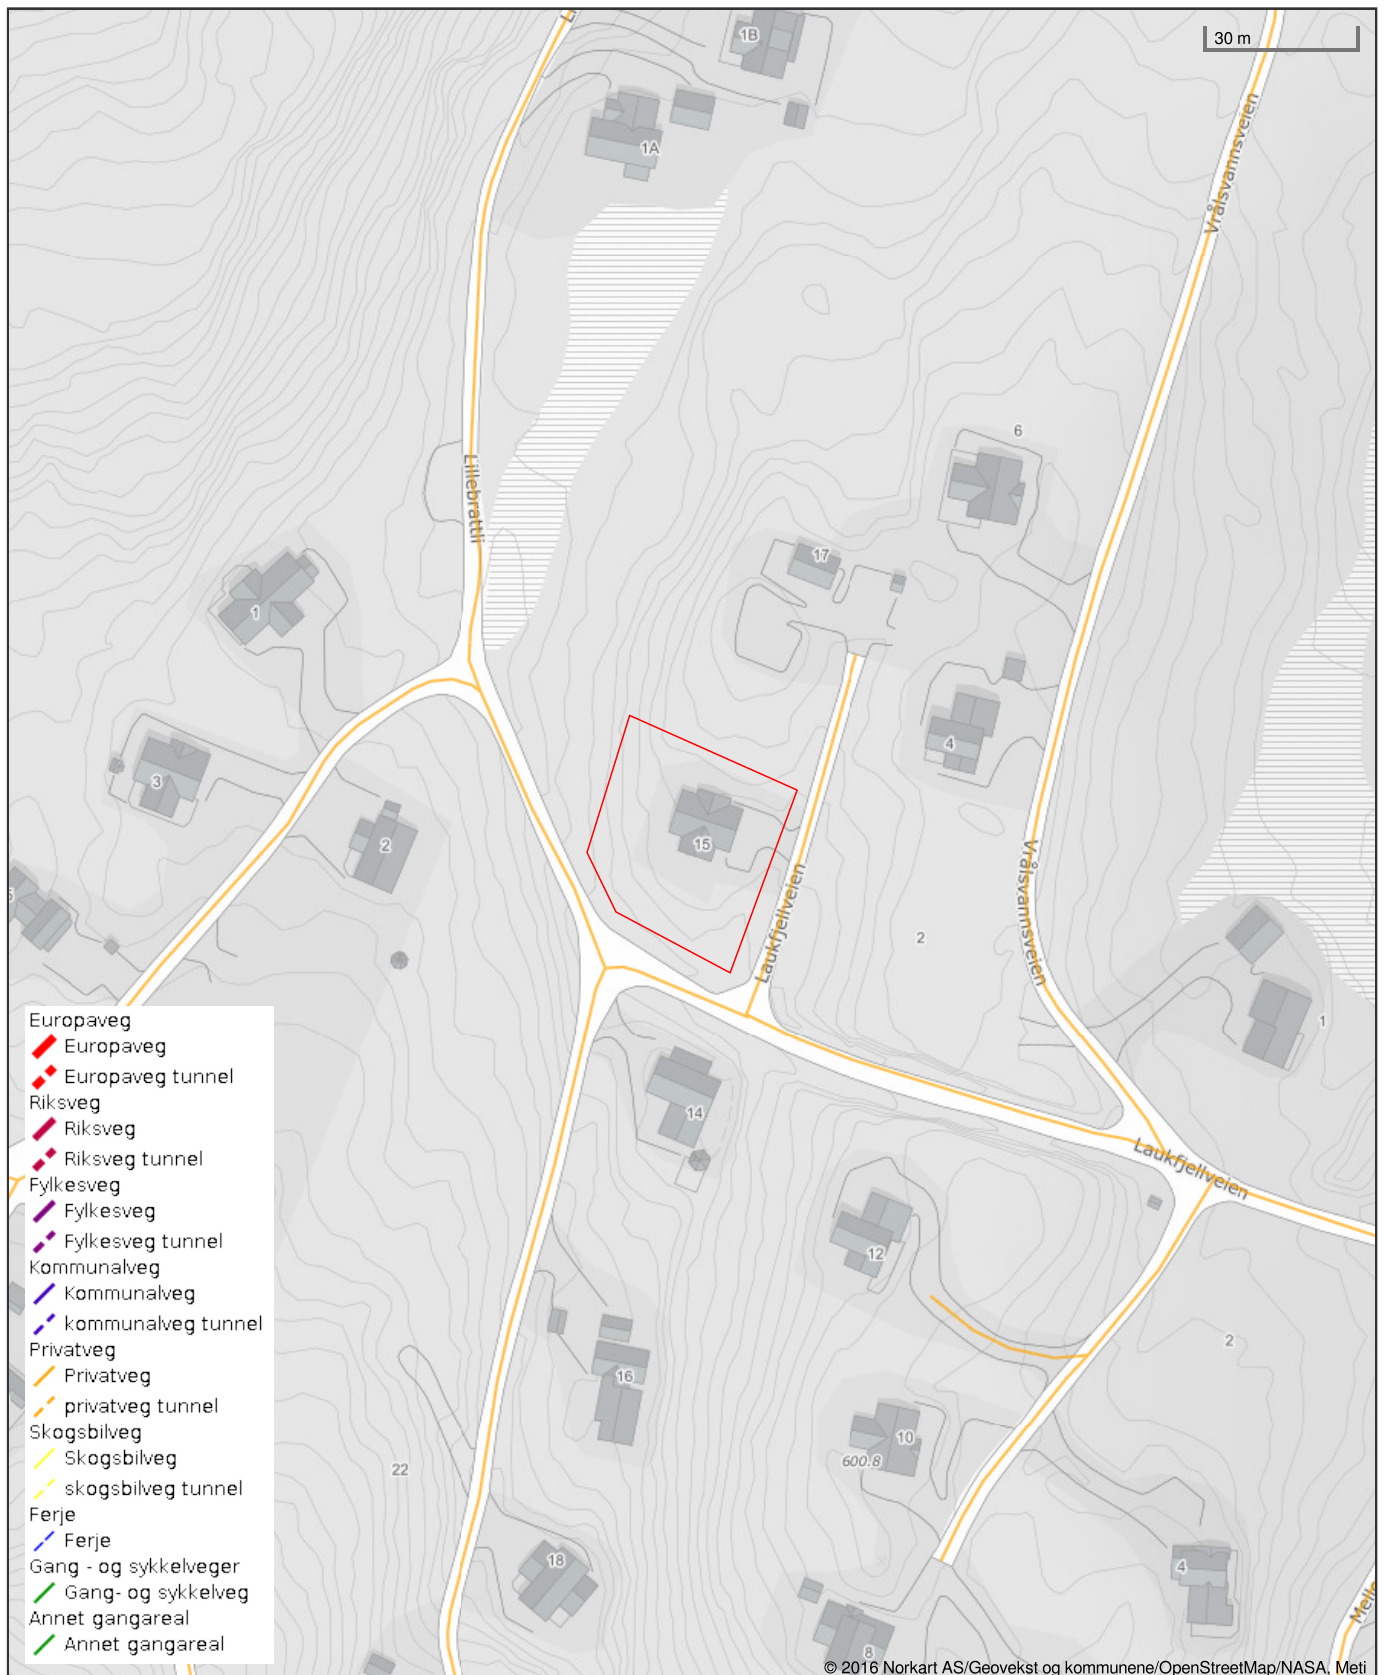 1B
30 m
1A
Vrålsvannsveien
6
Lillebrattli
17
1
4
3
2
15
Laukfjellveien
Vrålsvannsveien
2
1
14
Laukfjellveien
12
2
16
10
600.8
22
18
4
8
Europaveg
Europaveg
Europaveg tunnel
Riksveg
Riksveg
Riksveg tunnel
Fylkesveg
Fylkesveg
Fylkesveg tunnel
Kommunalveg
Kommunalveg
kommunalveg tunnel
Privatveg
Privatveg
privatveg tunnel
Skogsbilveg
Skogsbilveg
skogsbilveg tunnel
Ferje
Ferje
Gang - og sykkelveger
Gang- og sykkelveg
Annet gangareal
Annet gangareal
© 2016 Norkart AS/Geovekst og kommunene/OpenStreetMap/NASA, Meti